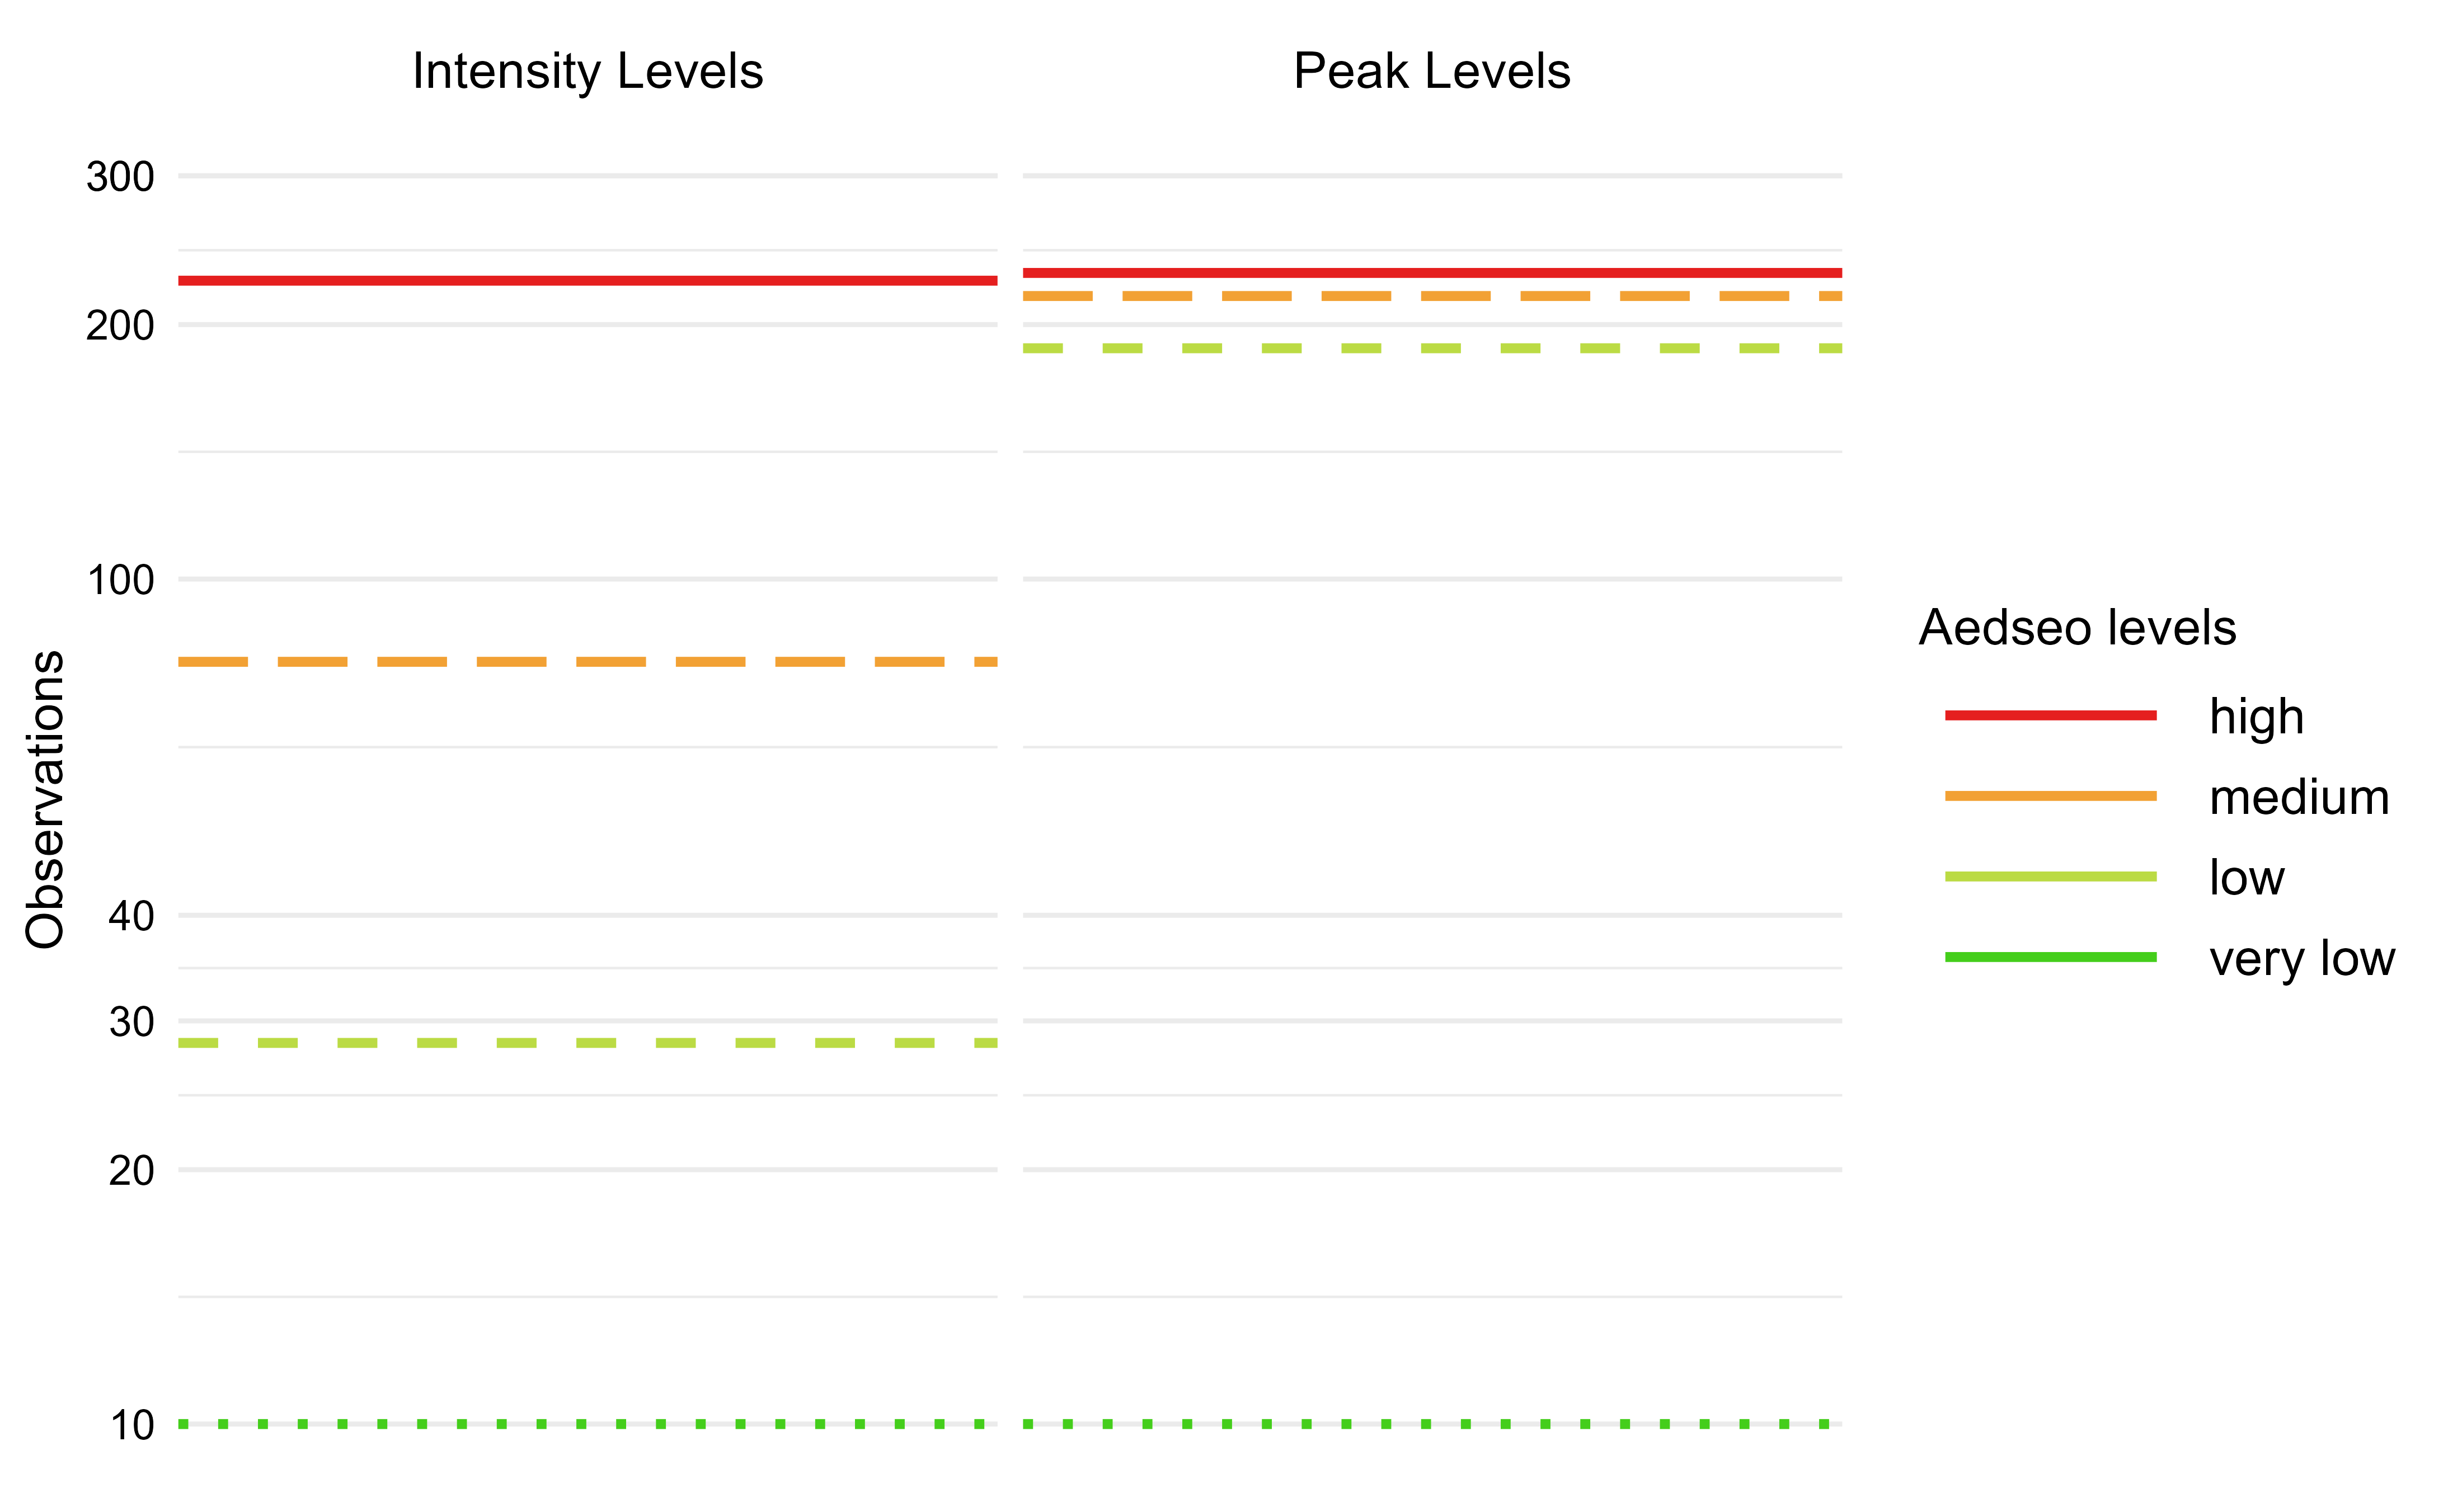 Intensity Levels
Peak Levels
300
200
100
40
30
20
10
Observations
Aedseo levels
high
medium
low
very low